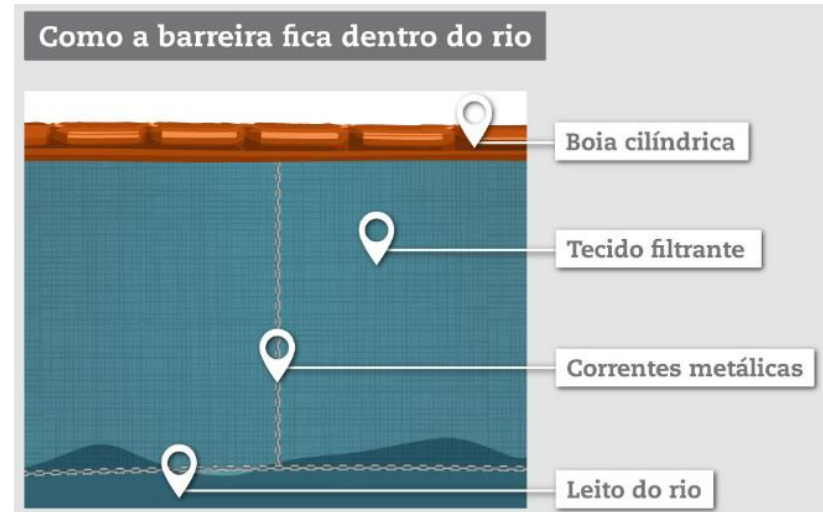 Como a barreira fica dentro do rio
Boia cilíndrica
Tecido filtrante
Correntes metálicas
Leito do rio